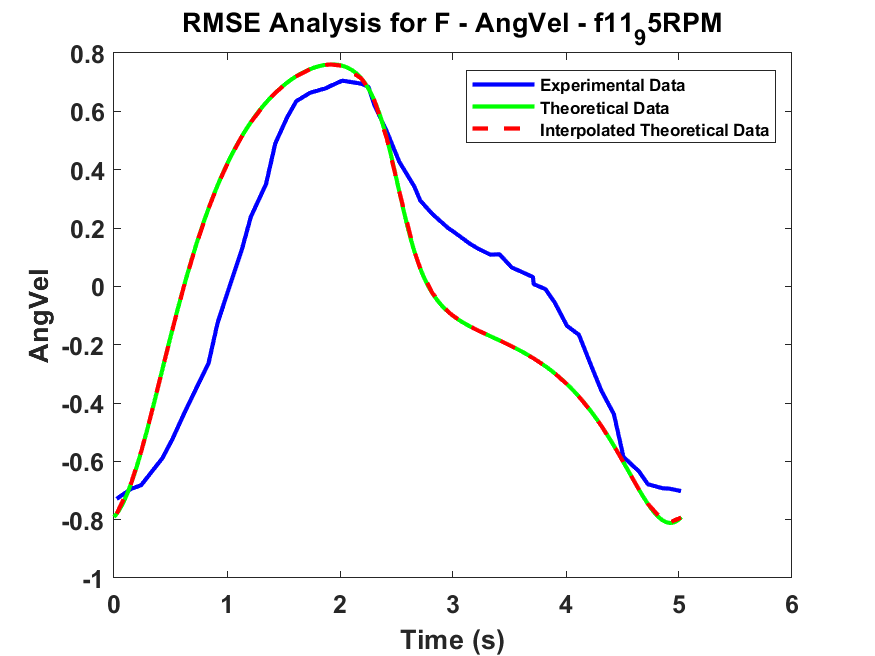 RMSE Analysis for F - AngVel - f11₉5RPM
Experimental Data
Theoretical Data
Interpolated Theoretical Data
AngVel
0.8
0.6
0.4
0.2
0
-0.2
-0.4
-0.6
-0.8
-1
0 1 2 3 4 5 6
Time (s)